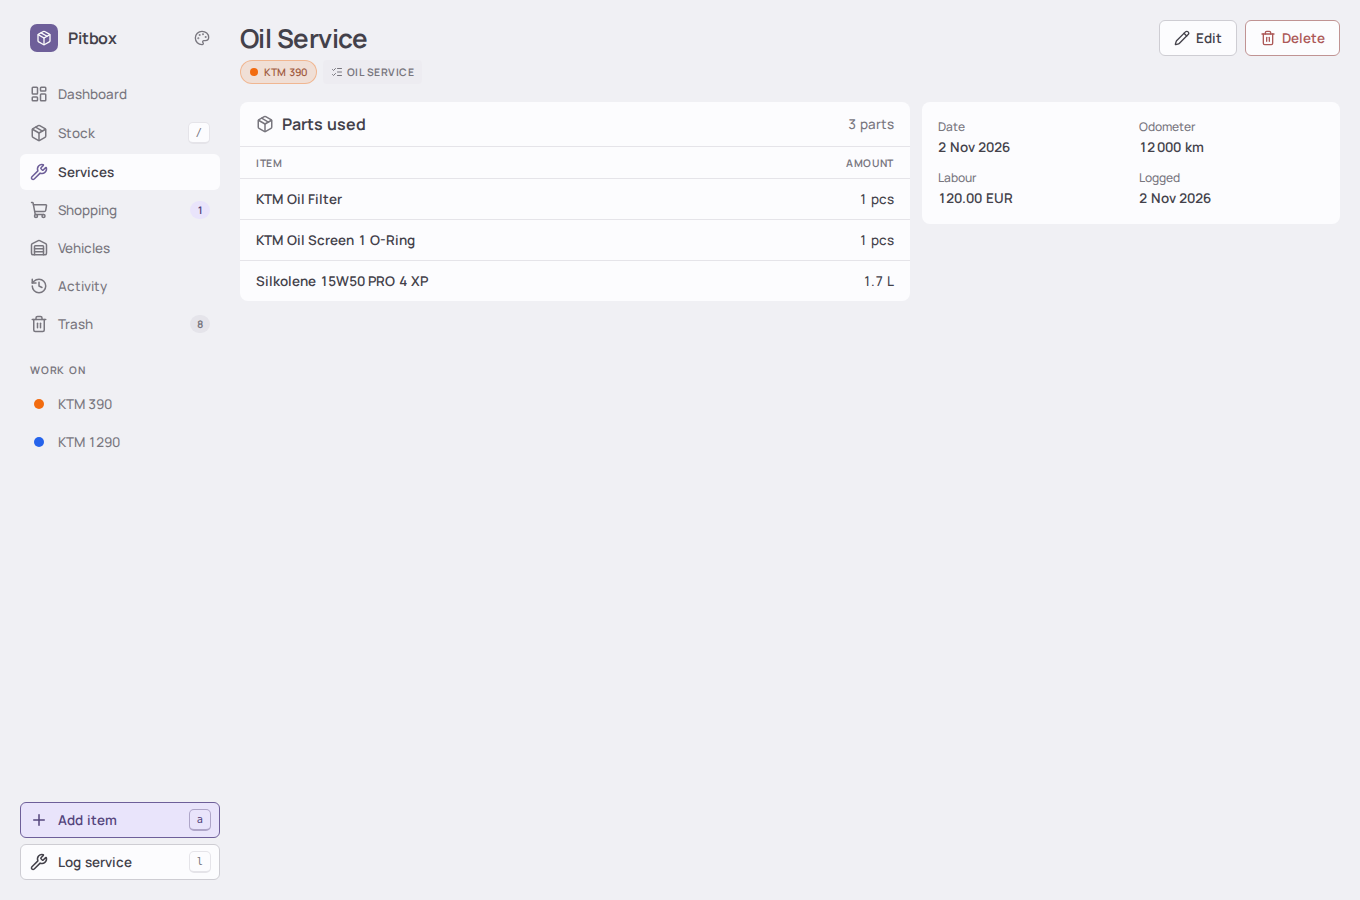 Pitbox
Dashboard
Stock /
Services
Shopping 1
Vehicles
Activity
Trash 8
WORK ON
KTM 390
KTM 1290
Add item a
Log service l
Oil Service
Edit
Delete
KTM 390
OIL SERVICE
Parts used 3 parts
ITEM AMOUNT
KTM Oil Filter 1 pcs
KTM Oil Screen 1 O-Ring 1 pcs
Silkolene 15W50 PRO 4 XP 1.7 L
Date Odometer
2 Nov 2026 12 000 km
Labour Logged
120.00 EUR 2 Nov 2026